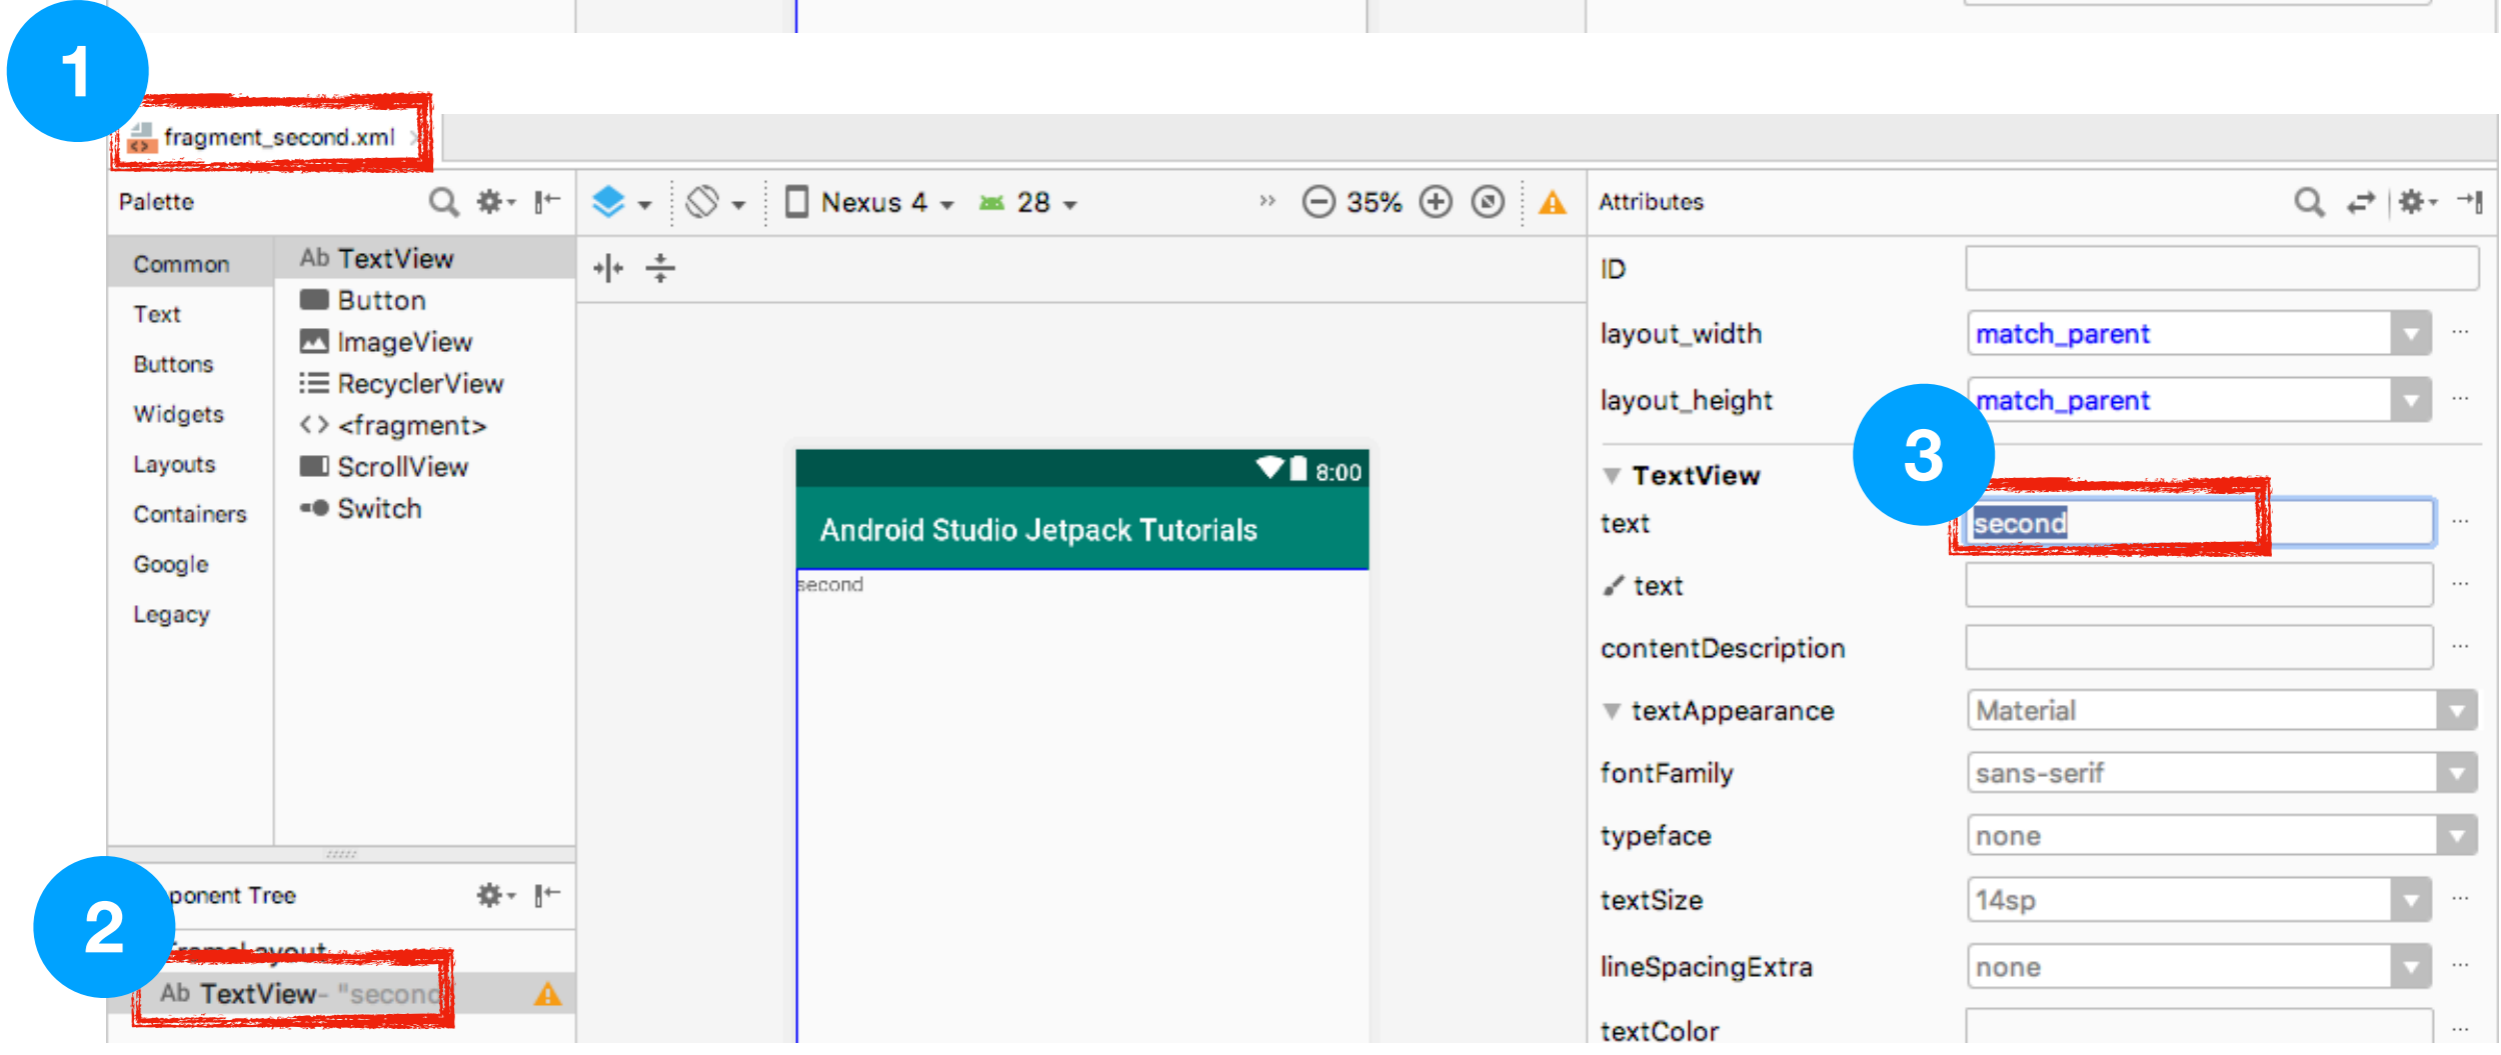 1
fragment_second.xml
Palette
Nexus 4
28
35%
Attributes
Common
Text
Buttons
Widgets
Layouts
Containers
Google
Legacy
Ab TextView
Button
ImageView
RecyclerView
<fragment>
ScrollView
Switch
8:00
Android Studio Jetpack Tutorials
second
ID
layout_width match_parent
layout_height match_parent
3
TextView
text second
text
contentDescription
textAppearance Material
fontFamily sans-serif
typeface none
textSize 14sp
lineSpacingExtra none
textColor
2
ponent Tree
FrameLayout
Ab TextView- "second